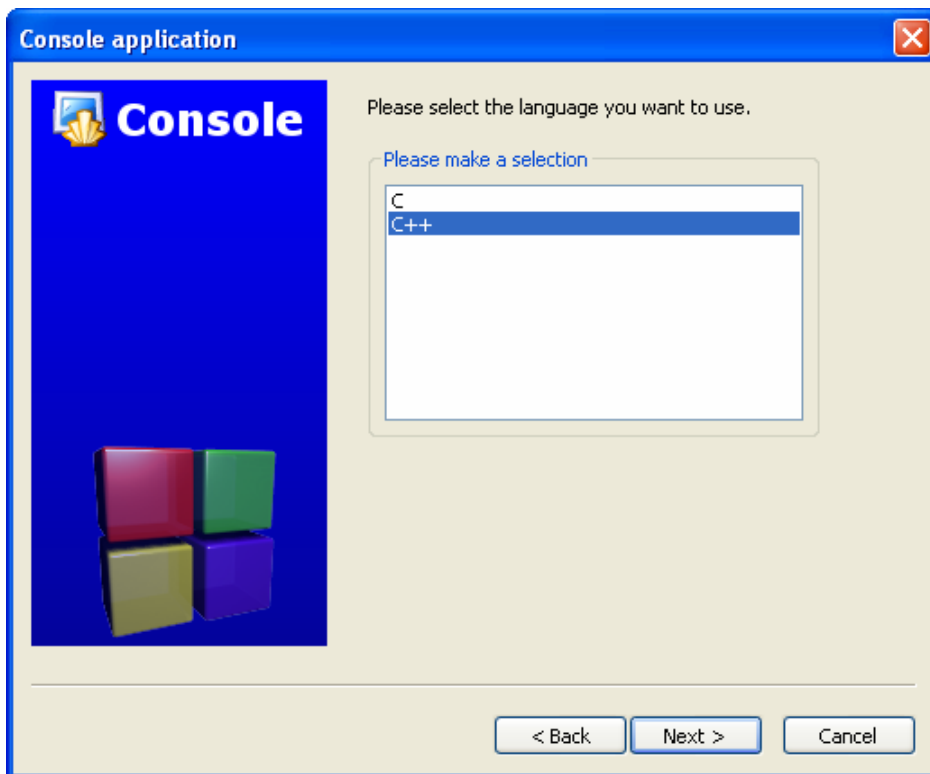 Console application
Console
Please select the language you want to use.
Please make a selection
C
C++
< Back
Next >
Cancel